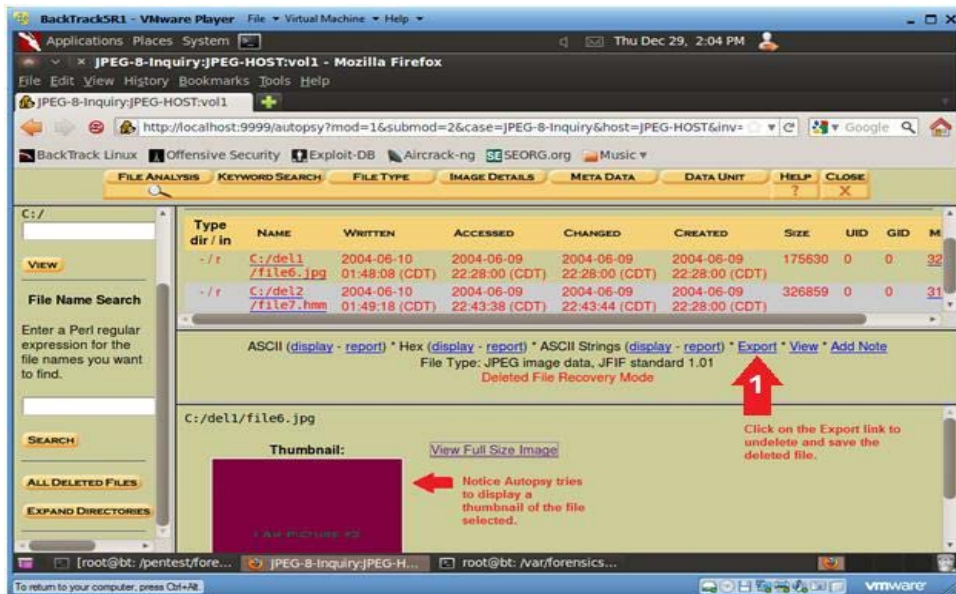 BackTrack5R1 - VMware Player File Virtual Machine Help
Applications Places System Thu Dec 29, 2:04 PM
JPEG-8-Inquiry:JPEG-HOST:vol1 - Mozilla Firefox
File Edit View History Bookmarks Tools Help
JPEG-8-Inquiry:JPEG-HOST:vol1
http://localhost:9999/autopsy?mod=1&submod=2&case=JPEG-8-Inquiry&host=JPEG-HOST&inv= Google
BackTrack Linux Offensive Security Exploit-DB Aircrack-ng SE SEORG.org Music
FILE ANALYSIS KEYWORD SEARCH FILE TYPE IMAGE DETAILS META DATA DATA UNIT HELP ? CLOSE X
C:/
VIEW
File Name Search
Enter a Perl regular
expression for the
file names you want
to find.
SEARCH
ALL DELETED FILES
EXPAND DIRECTORIES
Type dir / in NAME WRITTEN ACCESSED CHANGED CREATED SIZE UID GID M
- / r C:/del1/file6.jpg 2004-06-10 01:48:08 (CDT) 2004-06-09 22:28:00 (CDT) 2004-06-09 22:28:00 (CDT) 2004-06-09 22:28:00 (CDT) 175630 0 0 32
- / r C:/del2/file7.hmm 2004-06-10 01:49:18 (CDT) 2004-06-09 22:43:38 (CDT) 2004-06-09 22:43:44 (CDT) 2004-06-09 22:28:00 (CDT) 326859 0 0 31
ASCII (display - report) * Hex (display - report) * ASCII Strings (display - report) * Export * View * Add Note
File Type: JPEG image data, JFIF standard 1.01
Deleted File Recovery Mode
1
Click on the Export link to
undelete and save the
deleted file.
C:/del1/file6.jpg
Thumbnail: View Full Size Image
Notice Autopsy tries
to display a
thumbnail of the file
selected.
I AM PICTURE #2
[root@bt: /pentest/fore... JPEG-8-Inquiry:JPEG-H... root@bt: /var/forensics...
To return to your computer, press Ctrl+Alt. vmware